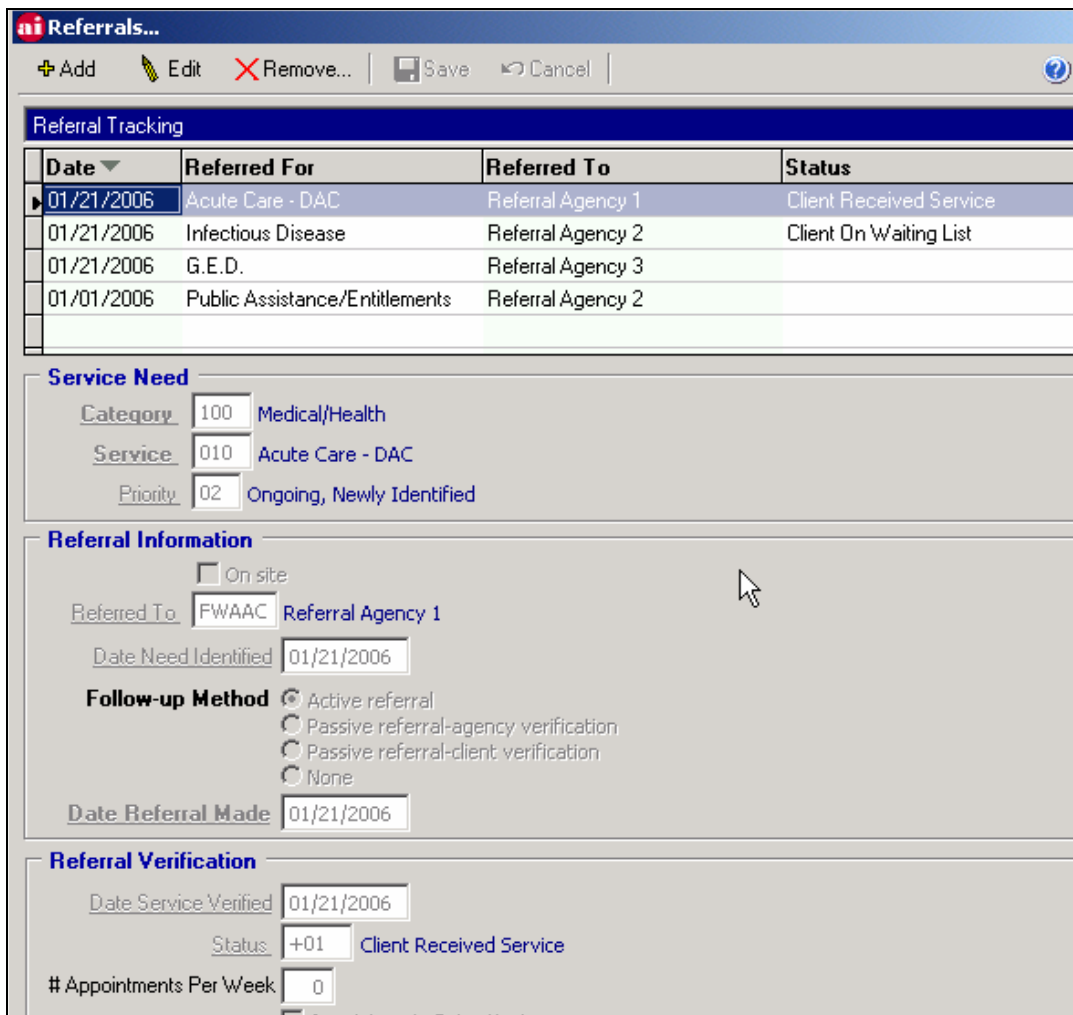 ai Referrals...
Add Edit Remove... Save Cancel ?
Referral Tracking
Date Referred For Referred To Status
01/21/2006 Acute Care - DAC Referral Agency 1 Client Received Service
01/21/2006 Infectious Disease Referral Agency 2 Client On Waiting List
01/21/2006 G.E.D. Referral Agency 3
01/01/2006 Public Assistance/Entitlements Referral Agency 2
Service Need
Category 100 Medical/Health
Service 010 Acute Care - DAC
Priority 02 Ongoing, Newly Identified
Referral Information
On site
Referred To FWAAC Referral Agency 1
Date Need Identified 01/21/2006
Follow-up Method Active referral
Passive referral-agency verification
Passive referral-client verification
None
Date Referral Made 01/21/2006
Referral Verification
Date Service Verified 01/21/2006
Status +01 Client Received Service
# Appointments Per Week 0